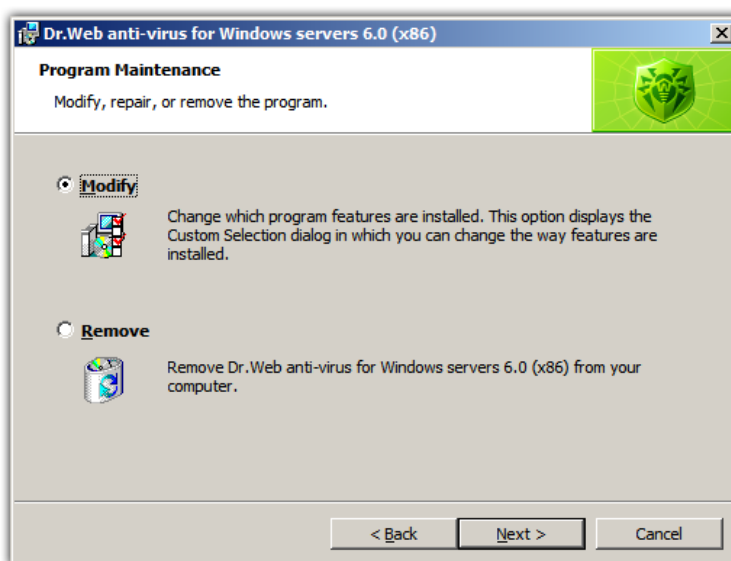 Dr.Web anti-virus for Windows servers 6.0 (x86)
Program Maintenance
Modify, repair, or remove the program.
Modify
Change which program features are installed. This option displays the
Custom Selection dialog in which you can change the way features are
installed.
Remove
Remove Dr.Web anti-virus for Windows servers 6.0 (x86) from your
computer.
< Back
Next >
Cancel